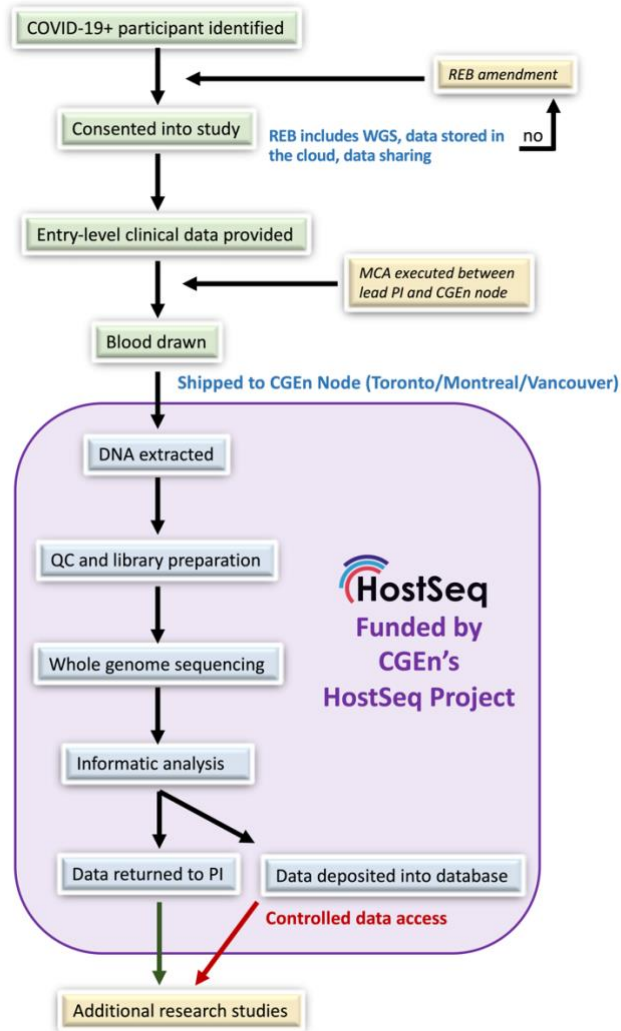 COVID-19+ participant identified
REB amendment
Consented into study
REB includes WGS, data stored in
the cloud, data sharing
no
Entry-level clinical data provided
MCA executed between
lead PI and CGEn node
Blood drawn
Shipped to CGEn Node (Toronto/Montreal/Vancouver)
DNA extracted
QC and library preparation
HostSeq
Funded by
CGEn’s
HostSeq Project
Whole genome sequencing
Informatic analysis
Data returned to PI
Data deposited into database
Controlled data access
Additional research studies